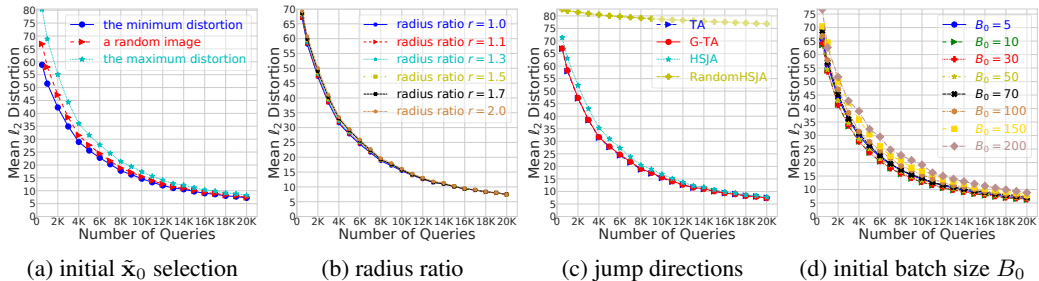 Mean ℓ2 Distortion
80
75
70
65
60
55
50
45
40
35
30
25
20
15
10
5
0
the minimum distortion
a random image
the maximum distortion
2K 4K 6K 8K 10K 12K 14K 16K 18K 20K
Number of Queries
(a) initial x̃0 selection
Mean ℓ2 Distortion
70
65
60
55
50
45
40
35
30
25
20
15
10
5
0
radius ratio r = 1.0
radius ratio r = 1.1
radius ratio r = 1.3
radius ratio r = 1.5
radius ratio r = 1.7
radius ratio r = 2.0
0 2K 4K 6K 8K 10K 12K 14K 16K 18K 20K
Number of Queries
(b) radius ratio
Mean ℓ2 Distortion
80
75
70
65
60
55
50
45
40
35
30
25
20
15
10
5
0
TA
G-TA
HSJA
RandomHSJA
0 2K 4K 6K 8K 10K 12K 14K 16K 18K 20K
Number of Queries
(c) jump directions
Mean ℓ2 Distortion
75
70
65
60
55
50
45
40
35
30
25
20
15
10
5
0
B0 = 5
B0 = 10
B0 = 30
B0 = 50
B0 = 70
B0 = 100
B0 = 150
B0 = 200
0 2K 4K 6K 8K 10K 12K 14K 16K 18K 20K
Number of Queries
(d) initial batch size B0